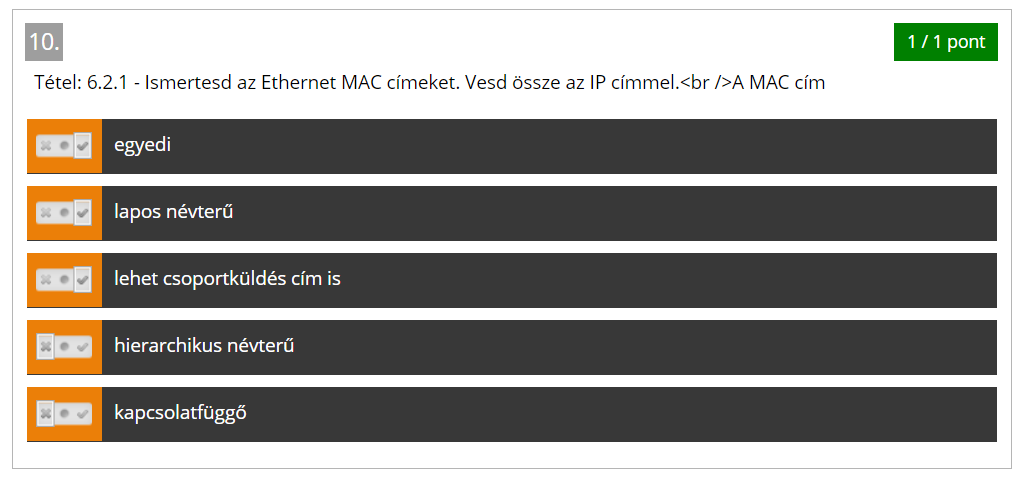 10.
1 / 1 pont
Tétel: 6.2.1 - Ismertesd az Ethernet MAC címeket. Vesd össze az IP címmel.<br />A MAC cím
egyedi
lapos névterű
lehet csoportküldés cím is
hierarchikus névterű
kapcsolatfüggő